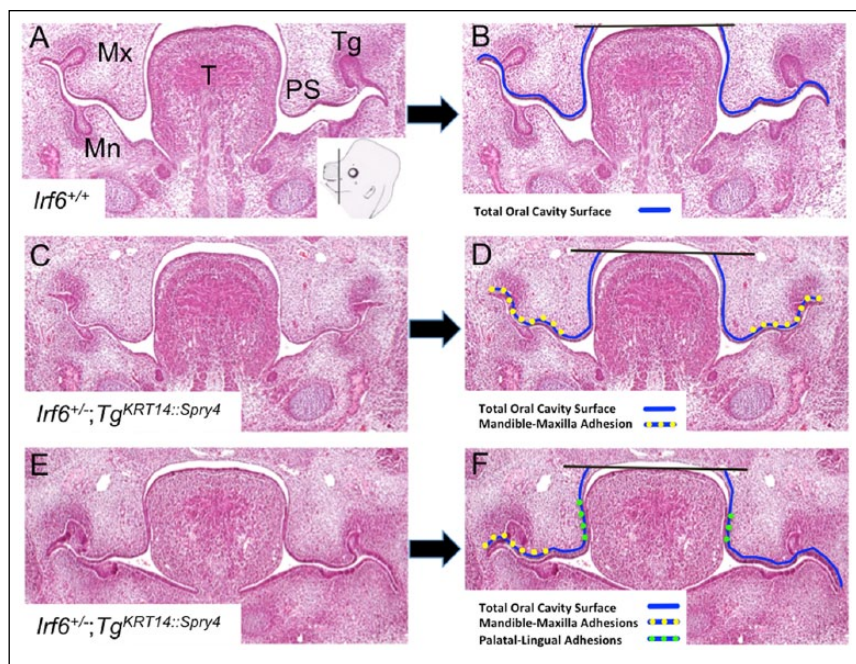 A
Mx
Tg
T
PS
Mn
Irf6+/+
B
Total Oral Cavity Surface
C
Irf6+/-;TgKRT14::Spry4
D
Total Oral Cavity Surface
Mandible-Maxilla Adhesion
E
Irf6+/-;TgKRT14::Spry4
F
Total Oral Cavity Surface
Mandible-Maxilla Adhesions
Palatal-Lingual Adhesions